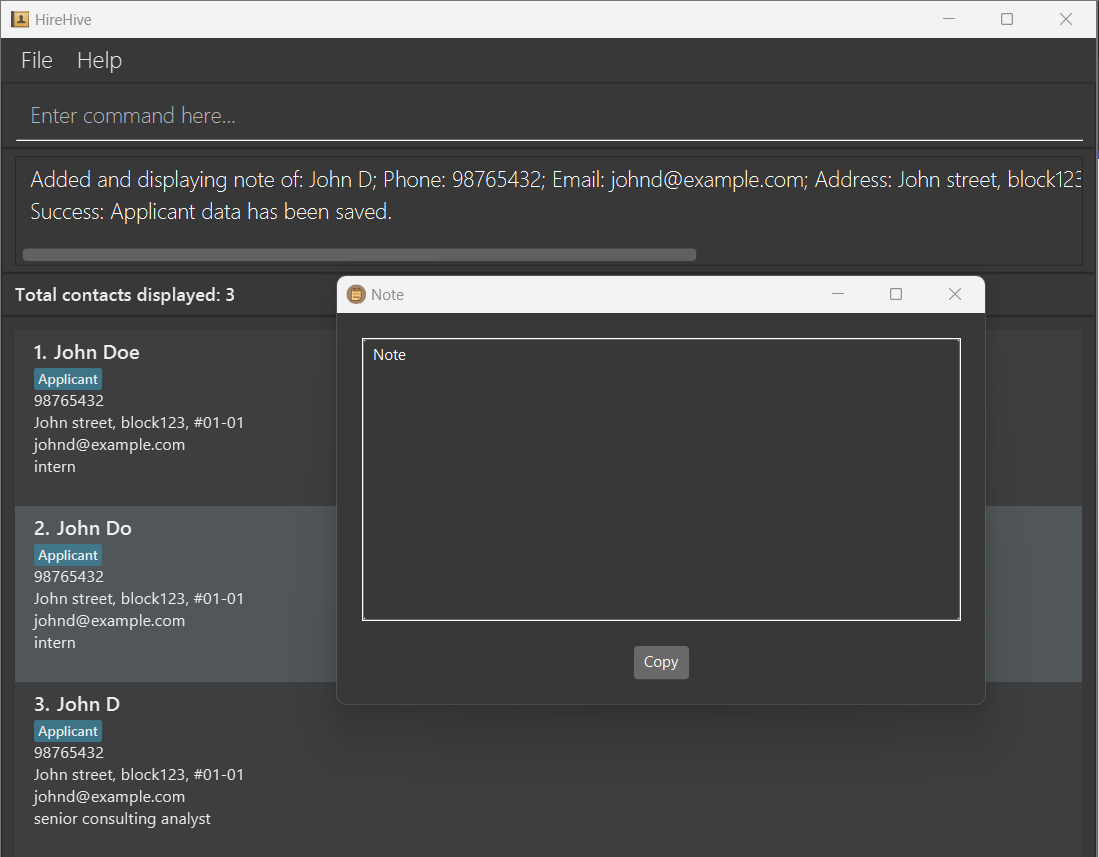 HireHive
File Help
Enter command here...
Added and displaying note of: John D; Phone: 98765432; Email: johnd@example.com; Address: John street, block123
Success: Applicant data has been saved.
Total contacts displayed: 3
1. John Doe
Applicant
98765432
John street, block123, #01-01
johnd@example.com
intern
2. John Do
Applicant
98765432
John street, block123, #01-01
johnd@example.com
intern
3. John D
Applicant
98765432
John street, block123, #01-01
johnd@example.com
senior consulting analyst
Note
Note
Copy